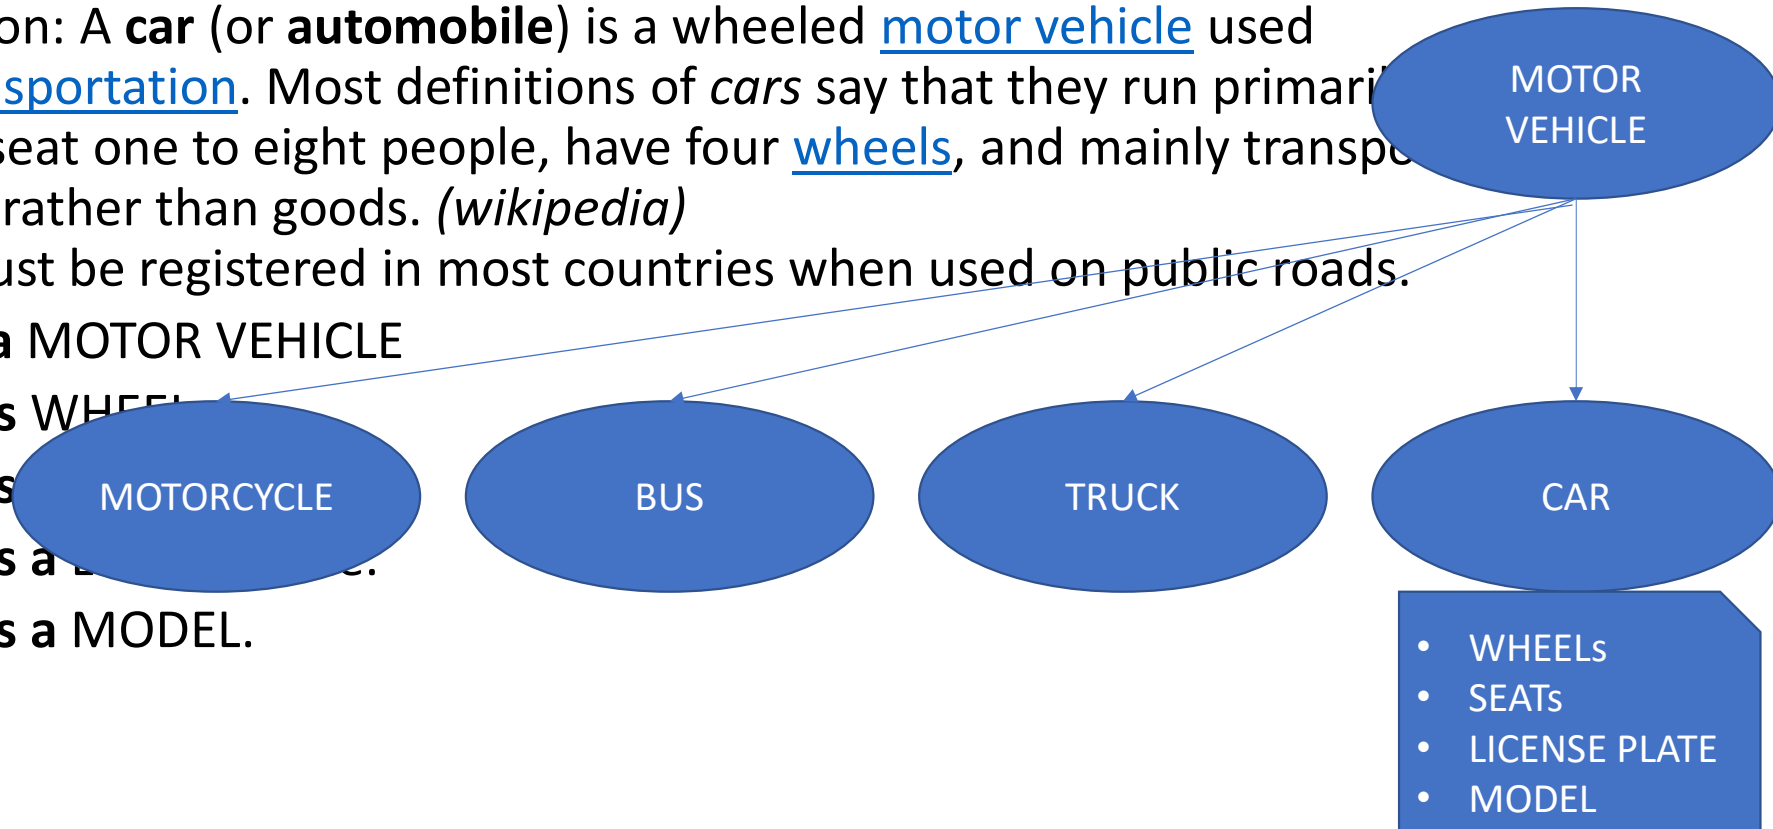 on: A car (or automobile) is a wheeled motor vehicle used
sportation. Most definitions of cars say that they run primari
seat one to eight people, have four wheels, and mainly transpo
rather than goods. (wikipedia)
ust be registered in most countries when used on public roads.
a MOTOR VEHICLE
s
s
s a
s a MODEL.
MOTOR
VEHICLE
MOTORCYCLE
BUS
TRUCK
CAR
• WHEELs
• SEATs
• LICENSE PLATE
• MODEL